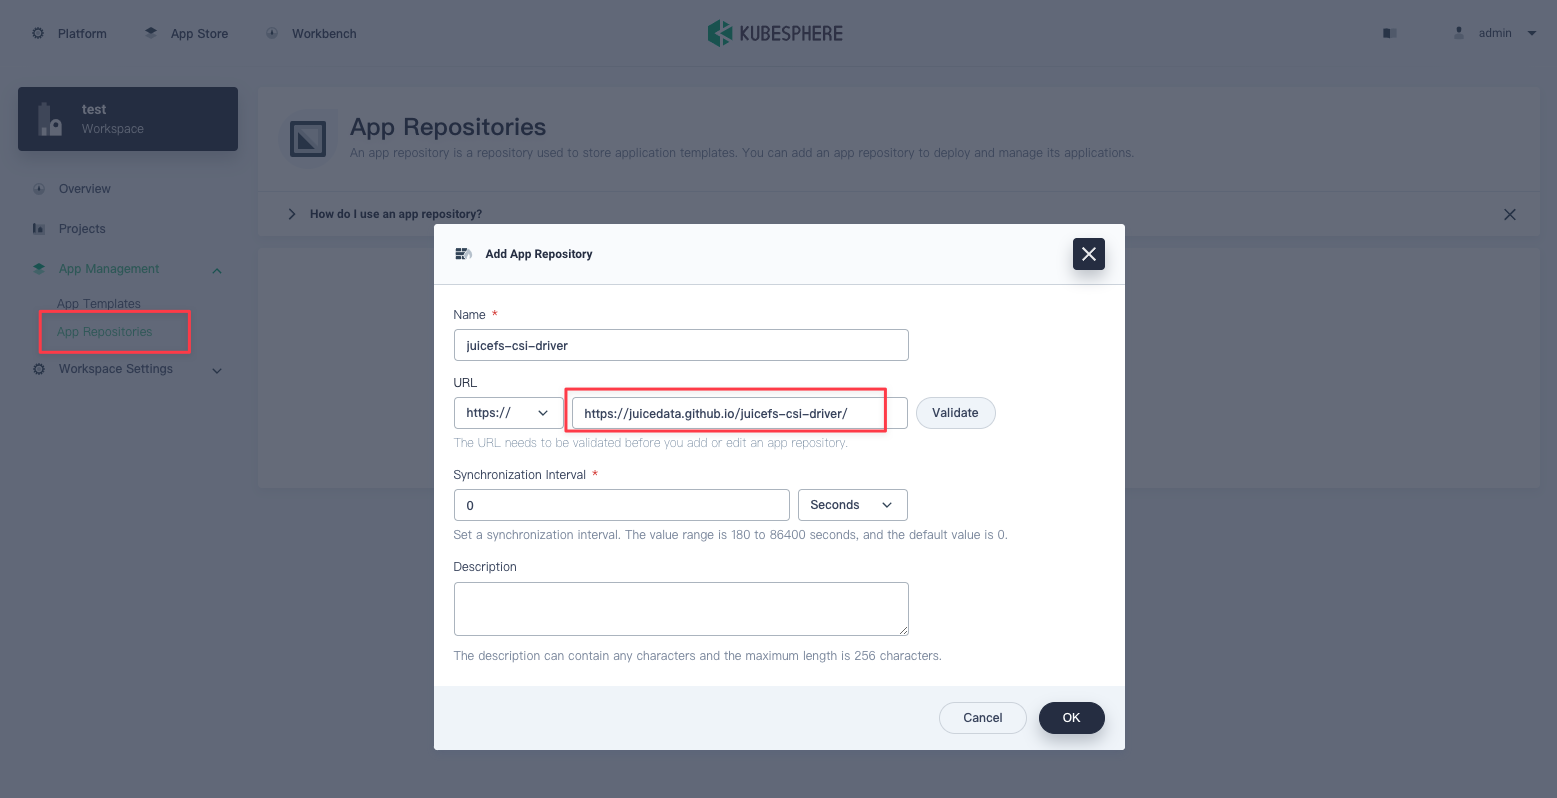 Platform App Store Workbench KUBESPHERE admin
test
Workspace
Overview
Projects
App Management
App Templates
App Repositories
Workspace Settings
App Repositories
An app repository is a repository used to store application templates. You can add an app repository to deploy and manage its applications.
How do I use an app repository?
Add App Repository
Name *
juicefs-csi-driver
URL
https:// https://juicedata.github.io/juicefs-csi-driver/ Validate
The URL needs to be validated before you add or edit an app repository.
Synchronization Interval *
0 Seconds
Set a synchronization interval. The value range is 180 to 86400 seconds, and the default value is 0.
Description
The description can contain any characters and the maximum length is 256 characters.
Cancel OK